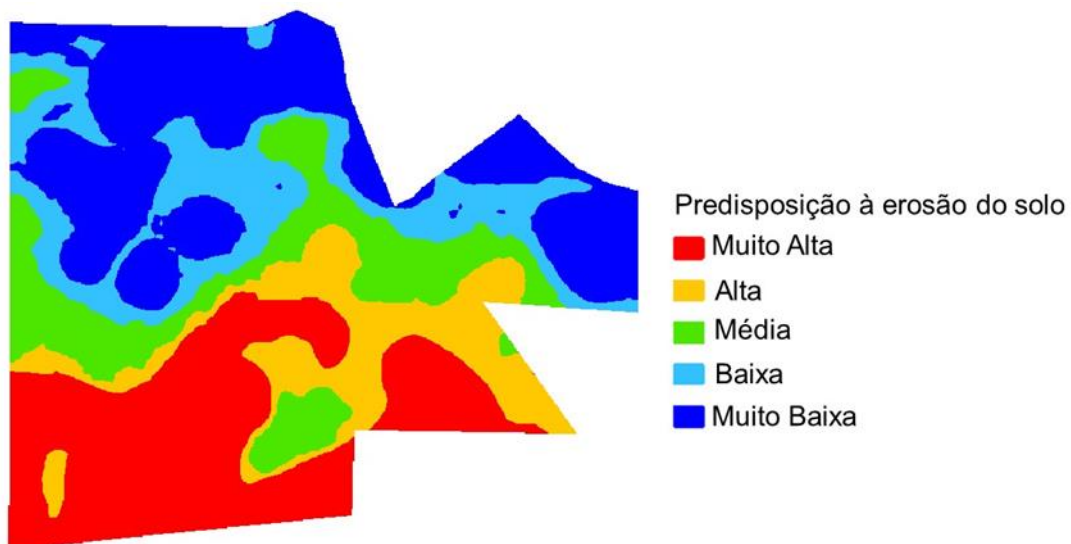 Predisposição à erosão do solo
Muito Alta
Alta
Média
Baixa
Muito Baixa